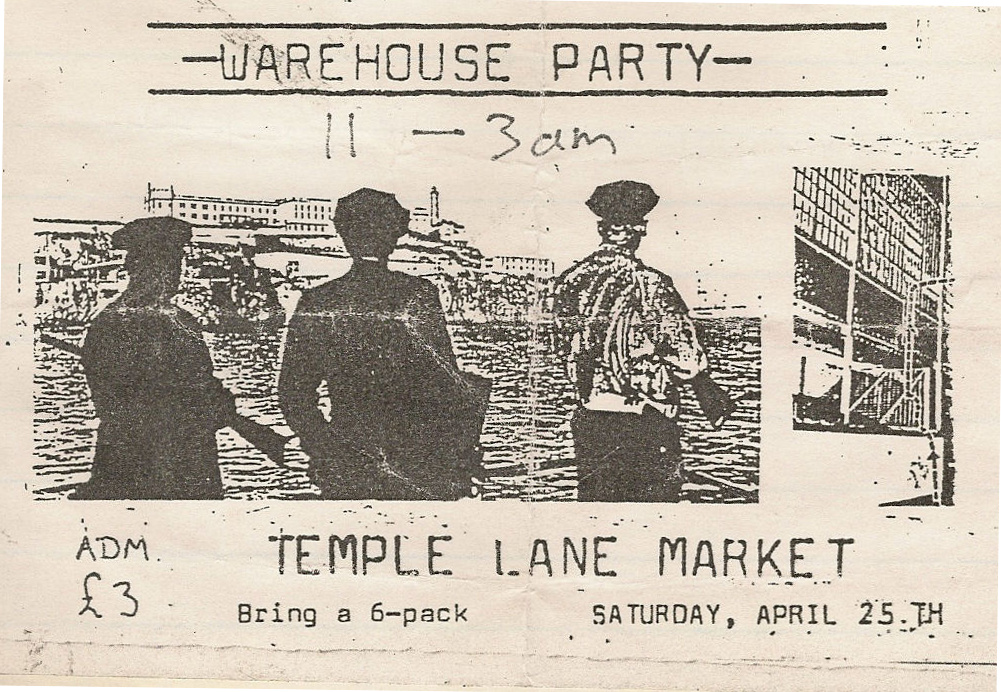 —WAREHOUSE PARTY—
11 — 3am
ADM.
£3
TEMPLE LANE MARKET
Bring a 6-pack
SATURDAY, APRIL 25.TH